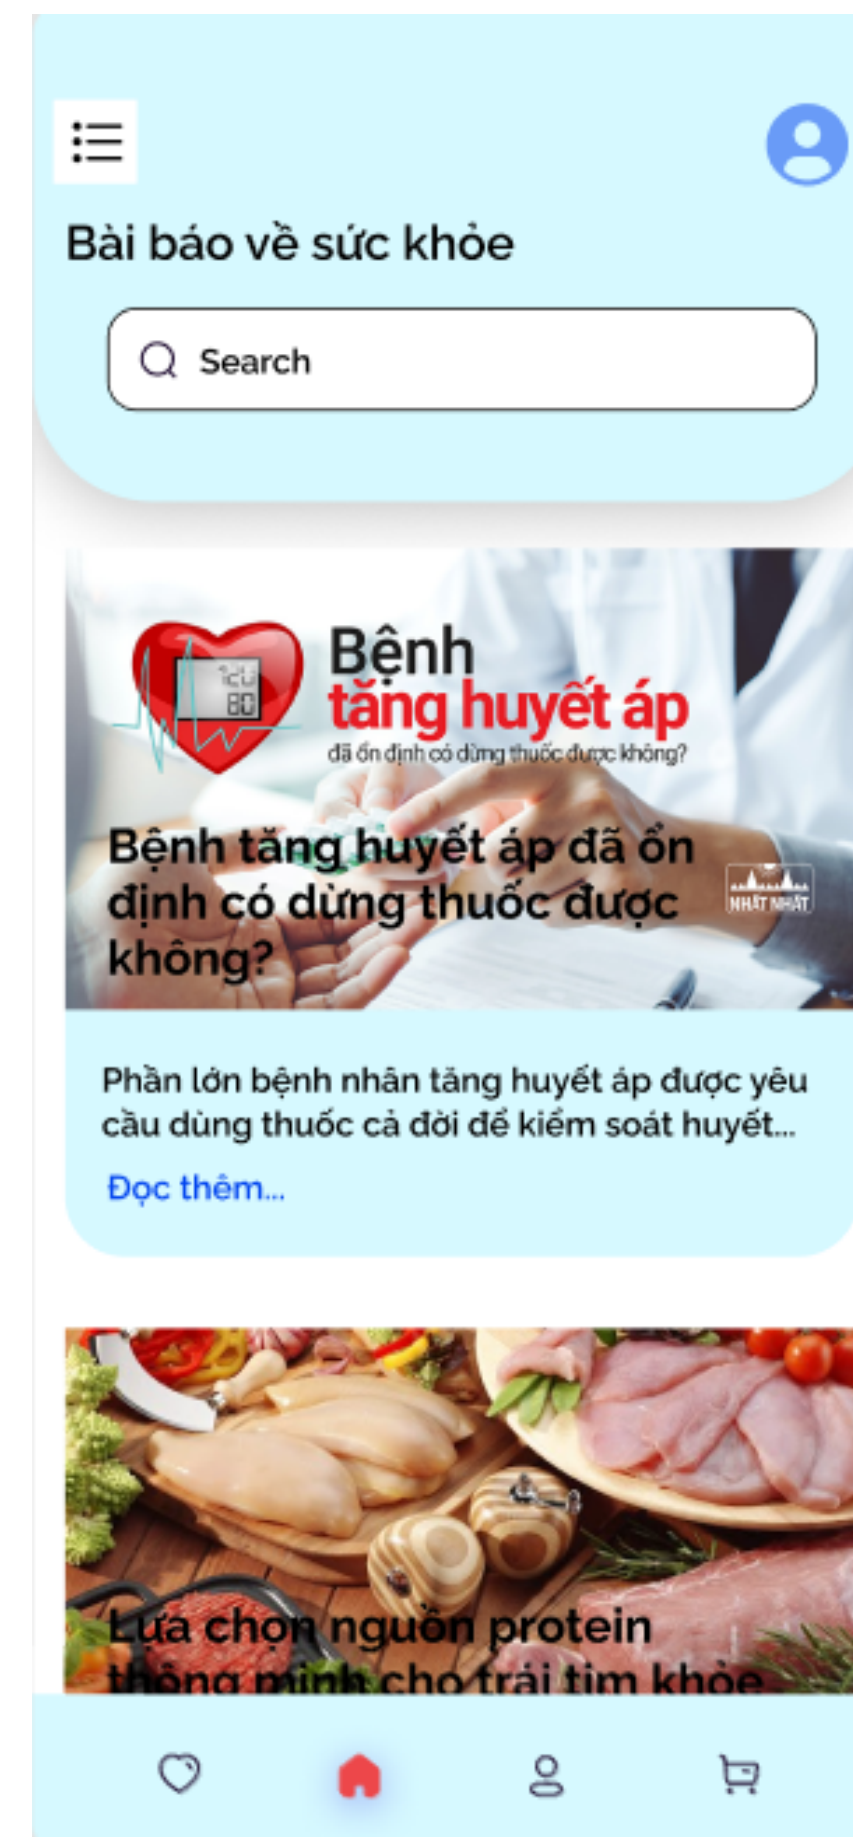 Bài báo về sức khỏe
Search
120
80
Bệnh
tăng huyết áp
đã ổn định có dừng thuốc được không?
Bệnh tăng huyết áp đã ổn
định có dừng thuốc được
không?
NHẤT NHẤT
Phần lớn bệnh nhân tăng huyết áp được yêu
cầu dùng thuốc cả đời để kiểm soát huyết...
Đọc thêm...
Lựa chọn nguồn protein
thông minh cho trái tim khỏe